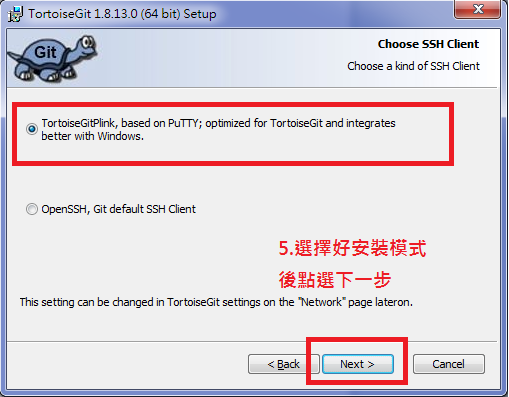 TortoiseGit 1.8.13.0 (64 bit) Setup
Git
Choose SSH Client
Choose a kind of SSH Client
TortoiseGitPlink, based on PuTTY; optimized for TortoiseGit and integrates
better with Windows.
OpenSSH, Git default SSH Client
5.選擇好安裝模式
後點選下一步
This setting can be changed in TortoiseGit settings on the "Network" page lateron.
< Back
Next >
Cancel